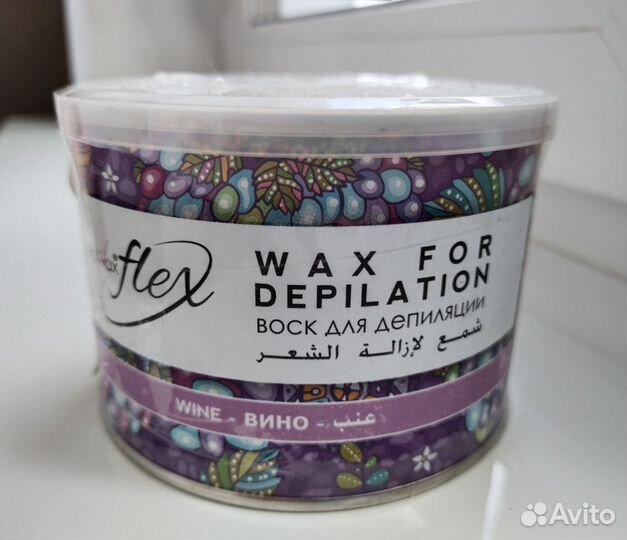 flex
WAX FOR
DEPILATION
ВОСК ДЛЯ ДЕПИЛЯЦИИ
شمع لإزالة الشعر
WINE - ВИНО - عنب
Avito